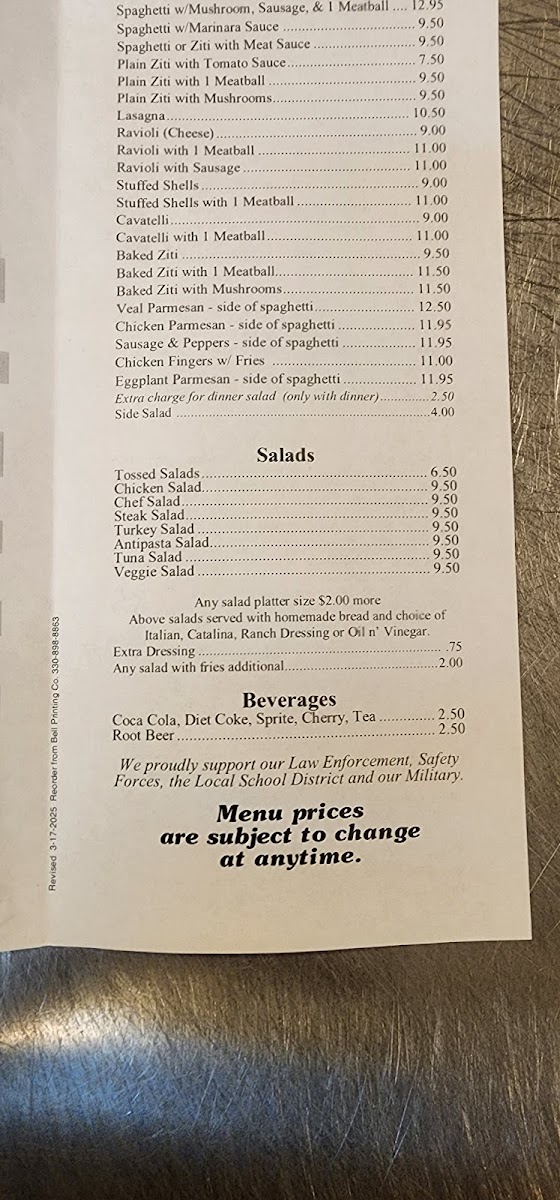 Spaghetti w/Mushroom, Sausage, & 1 Meatball .... 12.95
Spaghetti w/Marinara Sauce ................................ 9.50
Spaghetti or Ziti with Meat Sauce ........................ 9.50
Plain Ziti with Tomato Sauce................................ 7.50
Plain Ziti with 1 Meatball .................................... 9.50
Plain Ziti with Mushrooms................................... 9.50
Lasagna............................................................... 10.50
Ravioli (Cheese).................................................. 9.00
Ravioli with 1 Meatball ....................................... 11.00
Ravioli with Sausage ........................................... 11.00
Stuffed Shells ...................................................... 9.00
Stuffed Shells with 1 Meatball ............................. 11.00
Cavatelli.............................................................. 9.00
Cavatelli with 1 Meatball..................................... 11.00
Baked Ziti ........................................................... 9.50
Baked Ziti with 1 Meatball................................... 11.50
Baked Ziti with Mushrooms................................. 11.50
Veal Parmesan - side of spaghetti......................... 12.50
Chicken Parmesan - side of spaghetti ................... 11.95
Sausage & Peppers - side of spaghetti .................. 11.95
Chicken Fingers w/ Fries .................................... 11.00
Eggplant Parmesan - side of spaghetti .................. 11.95
Extra charge for dinner salad (only with dinner).............2.50
Side Salad ...............................................................4.00
Salads
Tossed Salads......................................................... 6.50
Chicken Salad......................................................... 9.50
Chef Salad.............................................................. 9.50
Steak Salad............................................................. 9.50
Turkey Salad .......................................................... 9.50
Antipasta Salad....................................................... 9.50
Tuna Salad ............................................................. 9.50
Veggie Salad .......................................................... 9.50
Any salad platter size $2.00 more
Above salads served with homemade bread and choice of
Italian, Catalina, Ranch Dressing or Oil n' Vinegar.
Extra Dressing ........................................................... .75
Any salad with fries additional......................................2.00
Beverages
Coca Cola, Diet Coke, Sprite, Cherry, Tea ............. 2.50
Root Beer ............................................................. 2.50
We proudly support our Law Enforcement, Safety
Forces, the Local School District and our Military.
Menu prices
are subject to change
at anytime.
Revised 3-17-2025 Reorder from Bell Printing Co. 330-898-8863